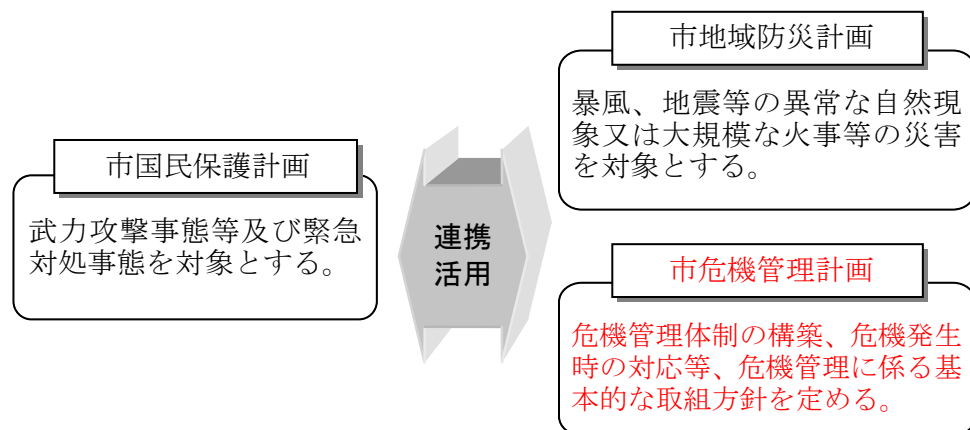 市国民保護計画
武力攻撃事態等及び緊急
対処事態を対象とする。
連携
活用
市地域防災計画
暴風、地震等の異常な自然現
象又は大規模な火事等の災害
を対象とする。
市危機管理計画
危機管理体制の構築、危機発生
時の対応等、危機管理に係る基
本的な取組方針を定める。